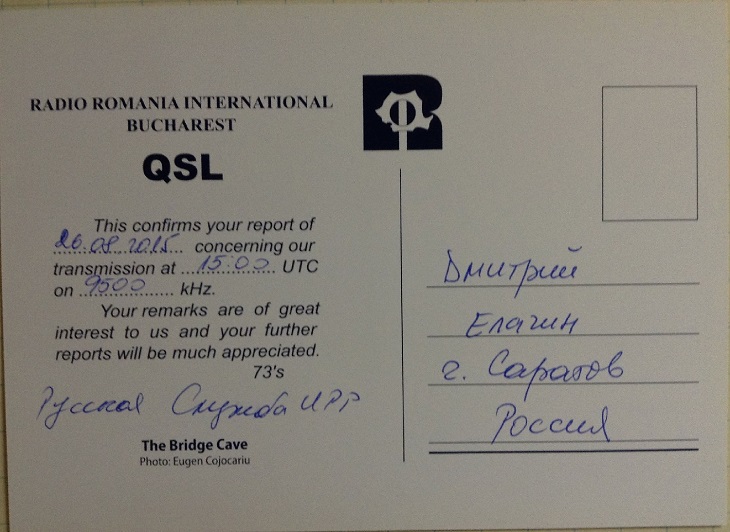 RADIO ROMANIA INTERNATIONAL
BUCHAREST
QSL
This confirms your report of
26.08.2015 concerning our
transmission at 15:00 UTC
on 9500 kHz.
Your remarks are of great
interest to us and your further
reports will be much appreciated.
73's
Русская Служба ИРР
The Bridge Cave
Photo: Eugen Cojocariu
Дмитрий
Елагин
г. Саратов
Россия